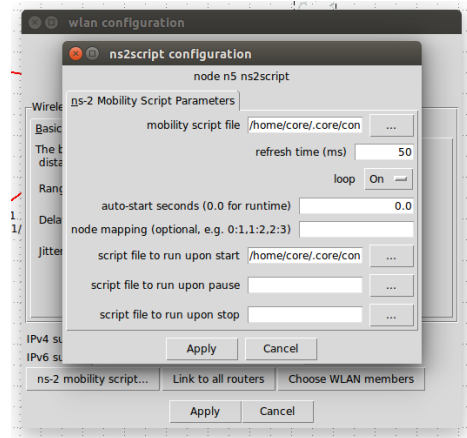 wlan configuration
ns2script configuration
node n5 ns2script
ns-2 Mobility Script Parameters
mobility script file /home/core/.core/con ...
refresh time (ms) 50
loop On
auto-start seconds (0.0 for runtime) 0.0
node mapping (optional, e.g. 0:1,1:2,2:3)
script file to run upon start /home/core/.core/con ...
script file to run upon pause ...
script file to run upon stop ...
Apply Cancel
Wirele
Basic
The b
dista
Rang
Dela
Jitter
1
1/
IPv4 su
IPv6 su
ns-2 mobility script... Link to all routers Choose WLAN members
Apply Cancel